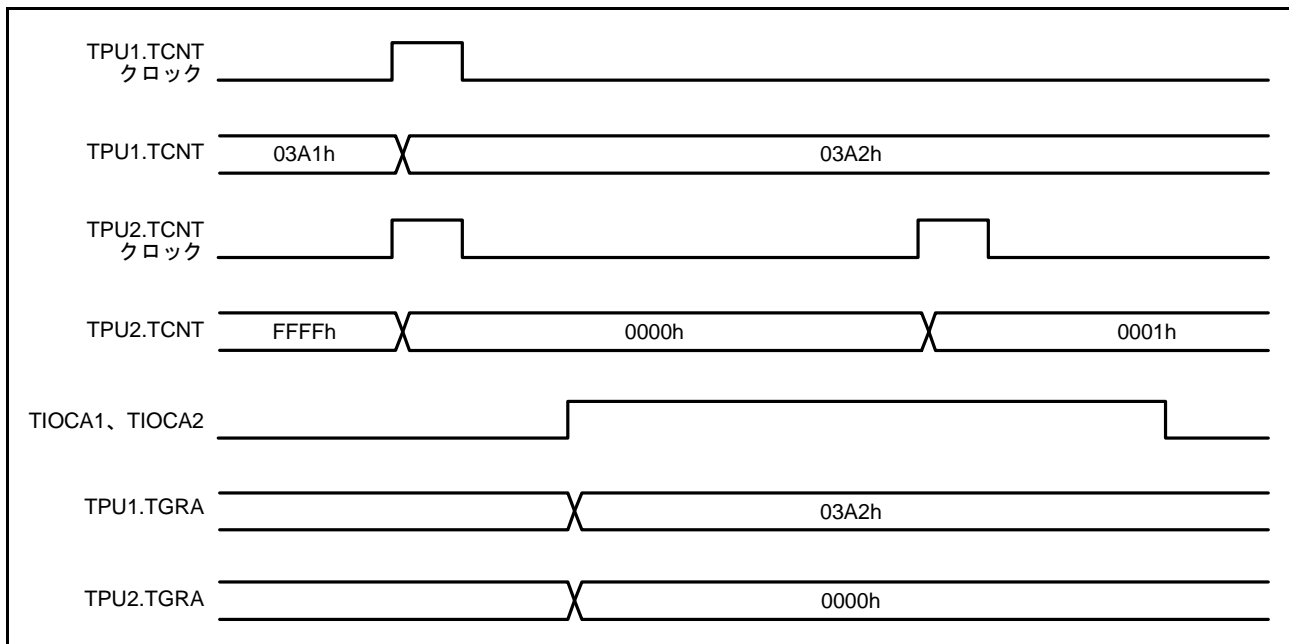 TPU1.TCNT
クロック
TPU1.TCNT 03A1h 03A2h
TPU2.TCNT
クロック
TPU2.TCNT FFFFh 0000h 0001h
TIOCA1、TIOCA2
TPU1.TGRA 03A2h
TPU2.TGRA 0000h